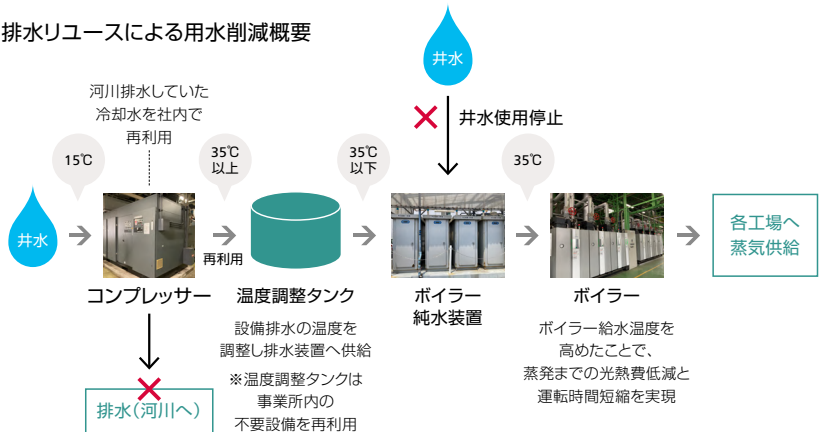 排水リユースによる用水削減概要
井水
井水使用停止
河川排水していた
冷却水を社内で
再利用
15℃
35℃
以上
35℃
以下
35℃
井水
再利用
各工場へ
蒸気供給
コンプレッサー
温度調整タンク
設備排水の温度を
調整し排水装置へ供給
※温度調整タンクは
事業所内の
不要設備を再利用
ボイラー
純水装置
ボイラー
ボイラー給水温度を
高めたことで、
蒸発までの光熱費低減と
運転時間短縮を実現
排水(河川へ)